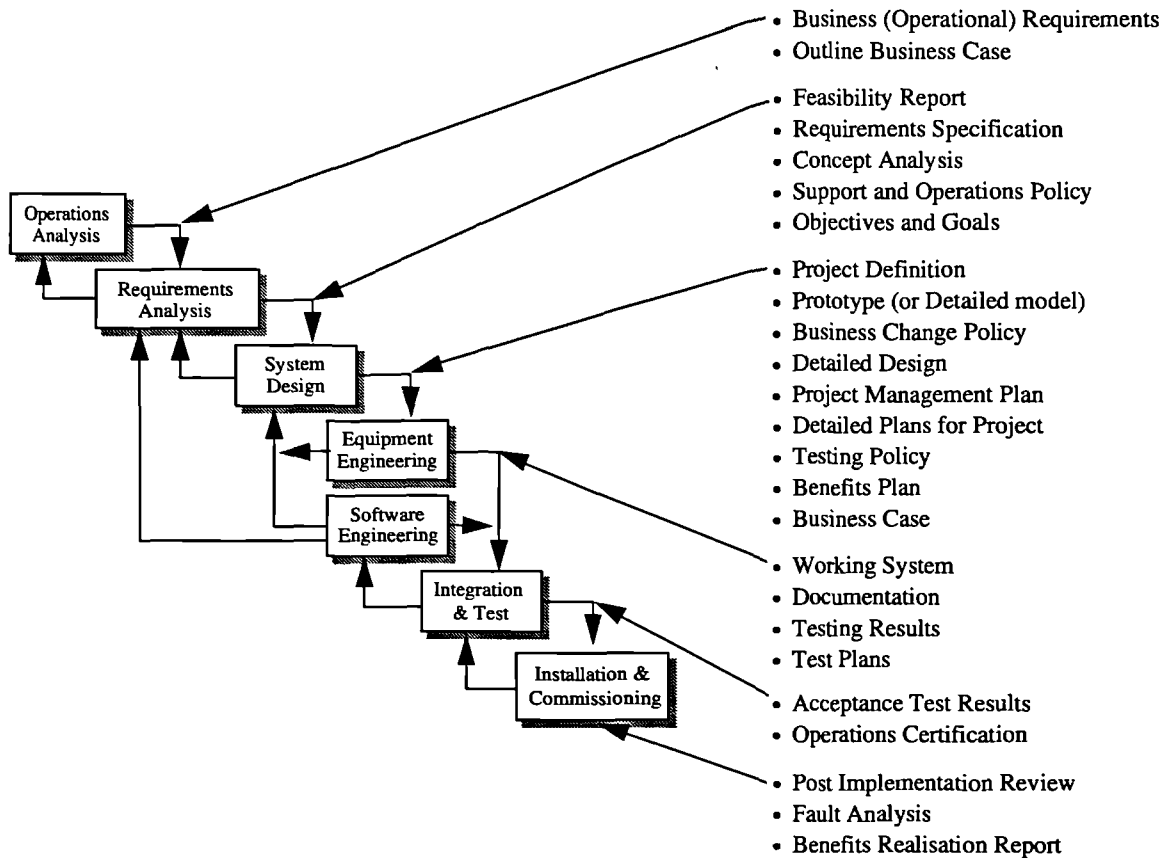 • Business (Operational) Requirements
• Outline Business Case
• Feasibility Report
• Requirements Specification
• Concept Analysis
• Support and Operations Policy
• Objectives and Goals
Operations
Analysis
Requirements
Analysis
System
Design
Equipment
Engineering
Software
Engineering
Integration
& Test
Installation &
Commissioning
• Project Definition
• Prototype (or Detailed model)
• Business Change Policy
• Detailed Design
• Project Management Plan
• Detailed Plans for Project
• Testing Policy
• Benefits Plan
• Business Case
• Working System
• Documentation
• Testing Results
• Test Plans
• Acceptance Test Results
• Operations Certification
• Post Implementation Review
• Fault Analysis
• Benefits Realisation Report